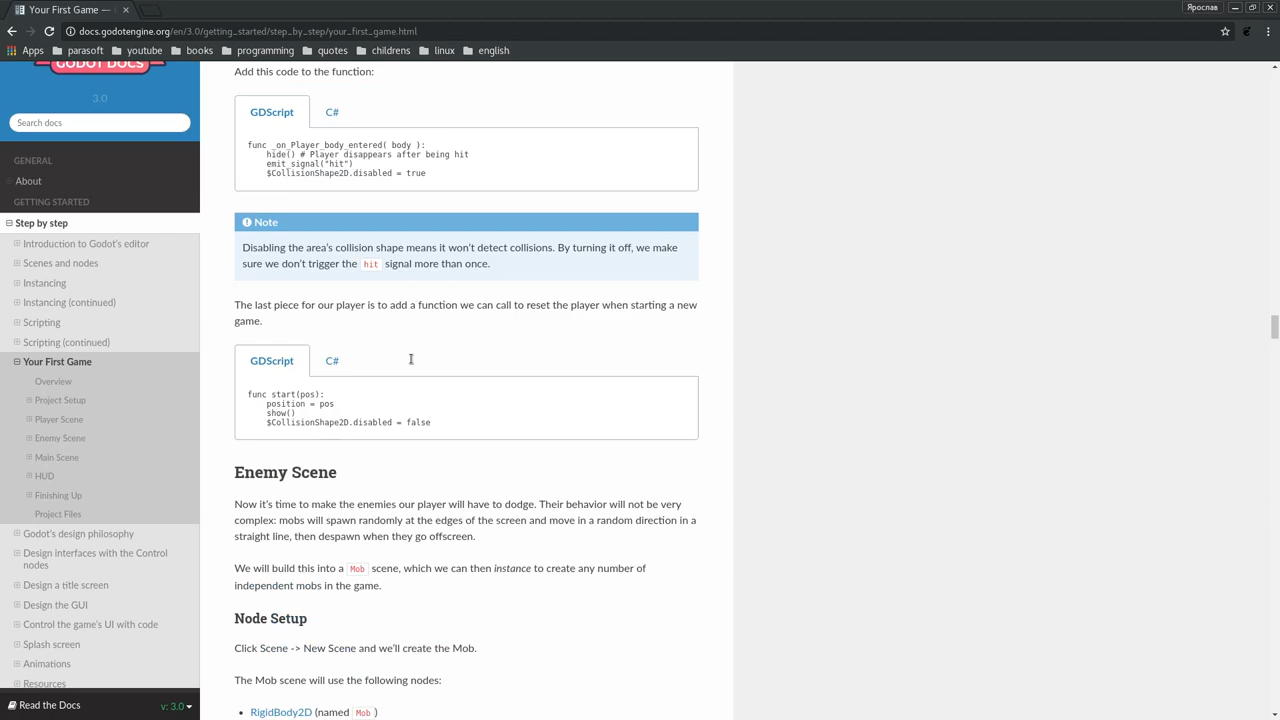 Your First Game —
Ярослав
docs.godotengine.org/en/3.0/getting_started/step_by_step/your_first_game.html
Apps parasoft youtube books programming quotes childrens linux english
GODOT DOCS
3.0
Search docs
GENERAL
About
GETTING STARTED
Step by step
Introduction to Godot's editor
Scenes and nodes
Instancing
Instancing (continued)
Scripting
Scripting (continued)
Your First Game
Overview
Project Setup
Player Scene
Enemy Scene
Main Scene
HUD
Finishing Up
Project Files
Godot's design philosophy
Design interfaces with the Control
nodes
Design a title screen
Design the GUI
Control the game's UI with code
Splash screen
Animations
Resources
Read the Docs v: 3.0
Add this code to the function:
GDScript C#
func _on_Player_body_entered( body ):
hide() # Player disappears after being hit
emit_signal("hit")
$CollisionShape2D.disabled = true
Note
Disabling the area's collision shape means it won't detect collisions. By turning it off, we make
sure we don't trigger the hit signal more than once.
The last piece for our player is to add a function we can call to reset the player when starting a new
game.
GDScript C#
func start(pos):
position = pos
show()
$CollisionShape2D.disabled = false
Enemy Scene
Now it's time to make the enemies our player will have to dodge. Their behavior will not be very
complex: mobs will spawn randomly at the edges of the screen and move in a random direction in a
straight line, then despawn when they go offscreen.
We will build this into a Mob scene, which we can then instance to create any number of
independent mobs in the game.
Node Setup
Click Scene -> New Scene and we'll create the Mob.
The Mob scene will use the following nodes:
• RigidBody2D (named Mob )